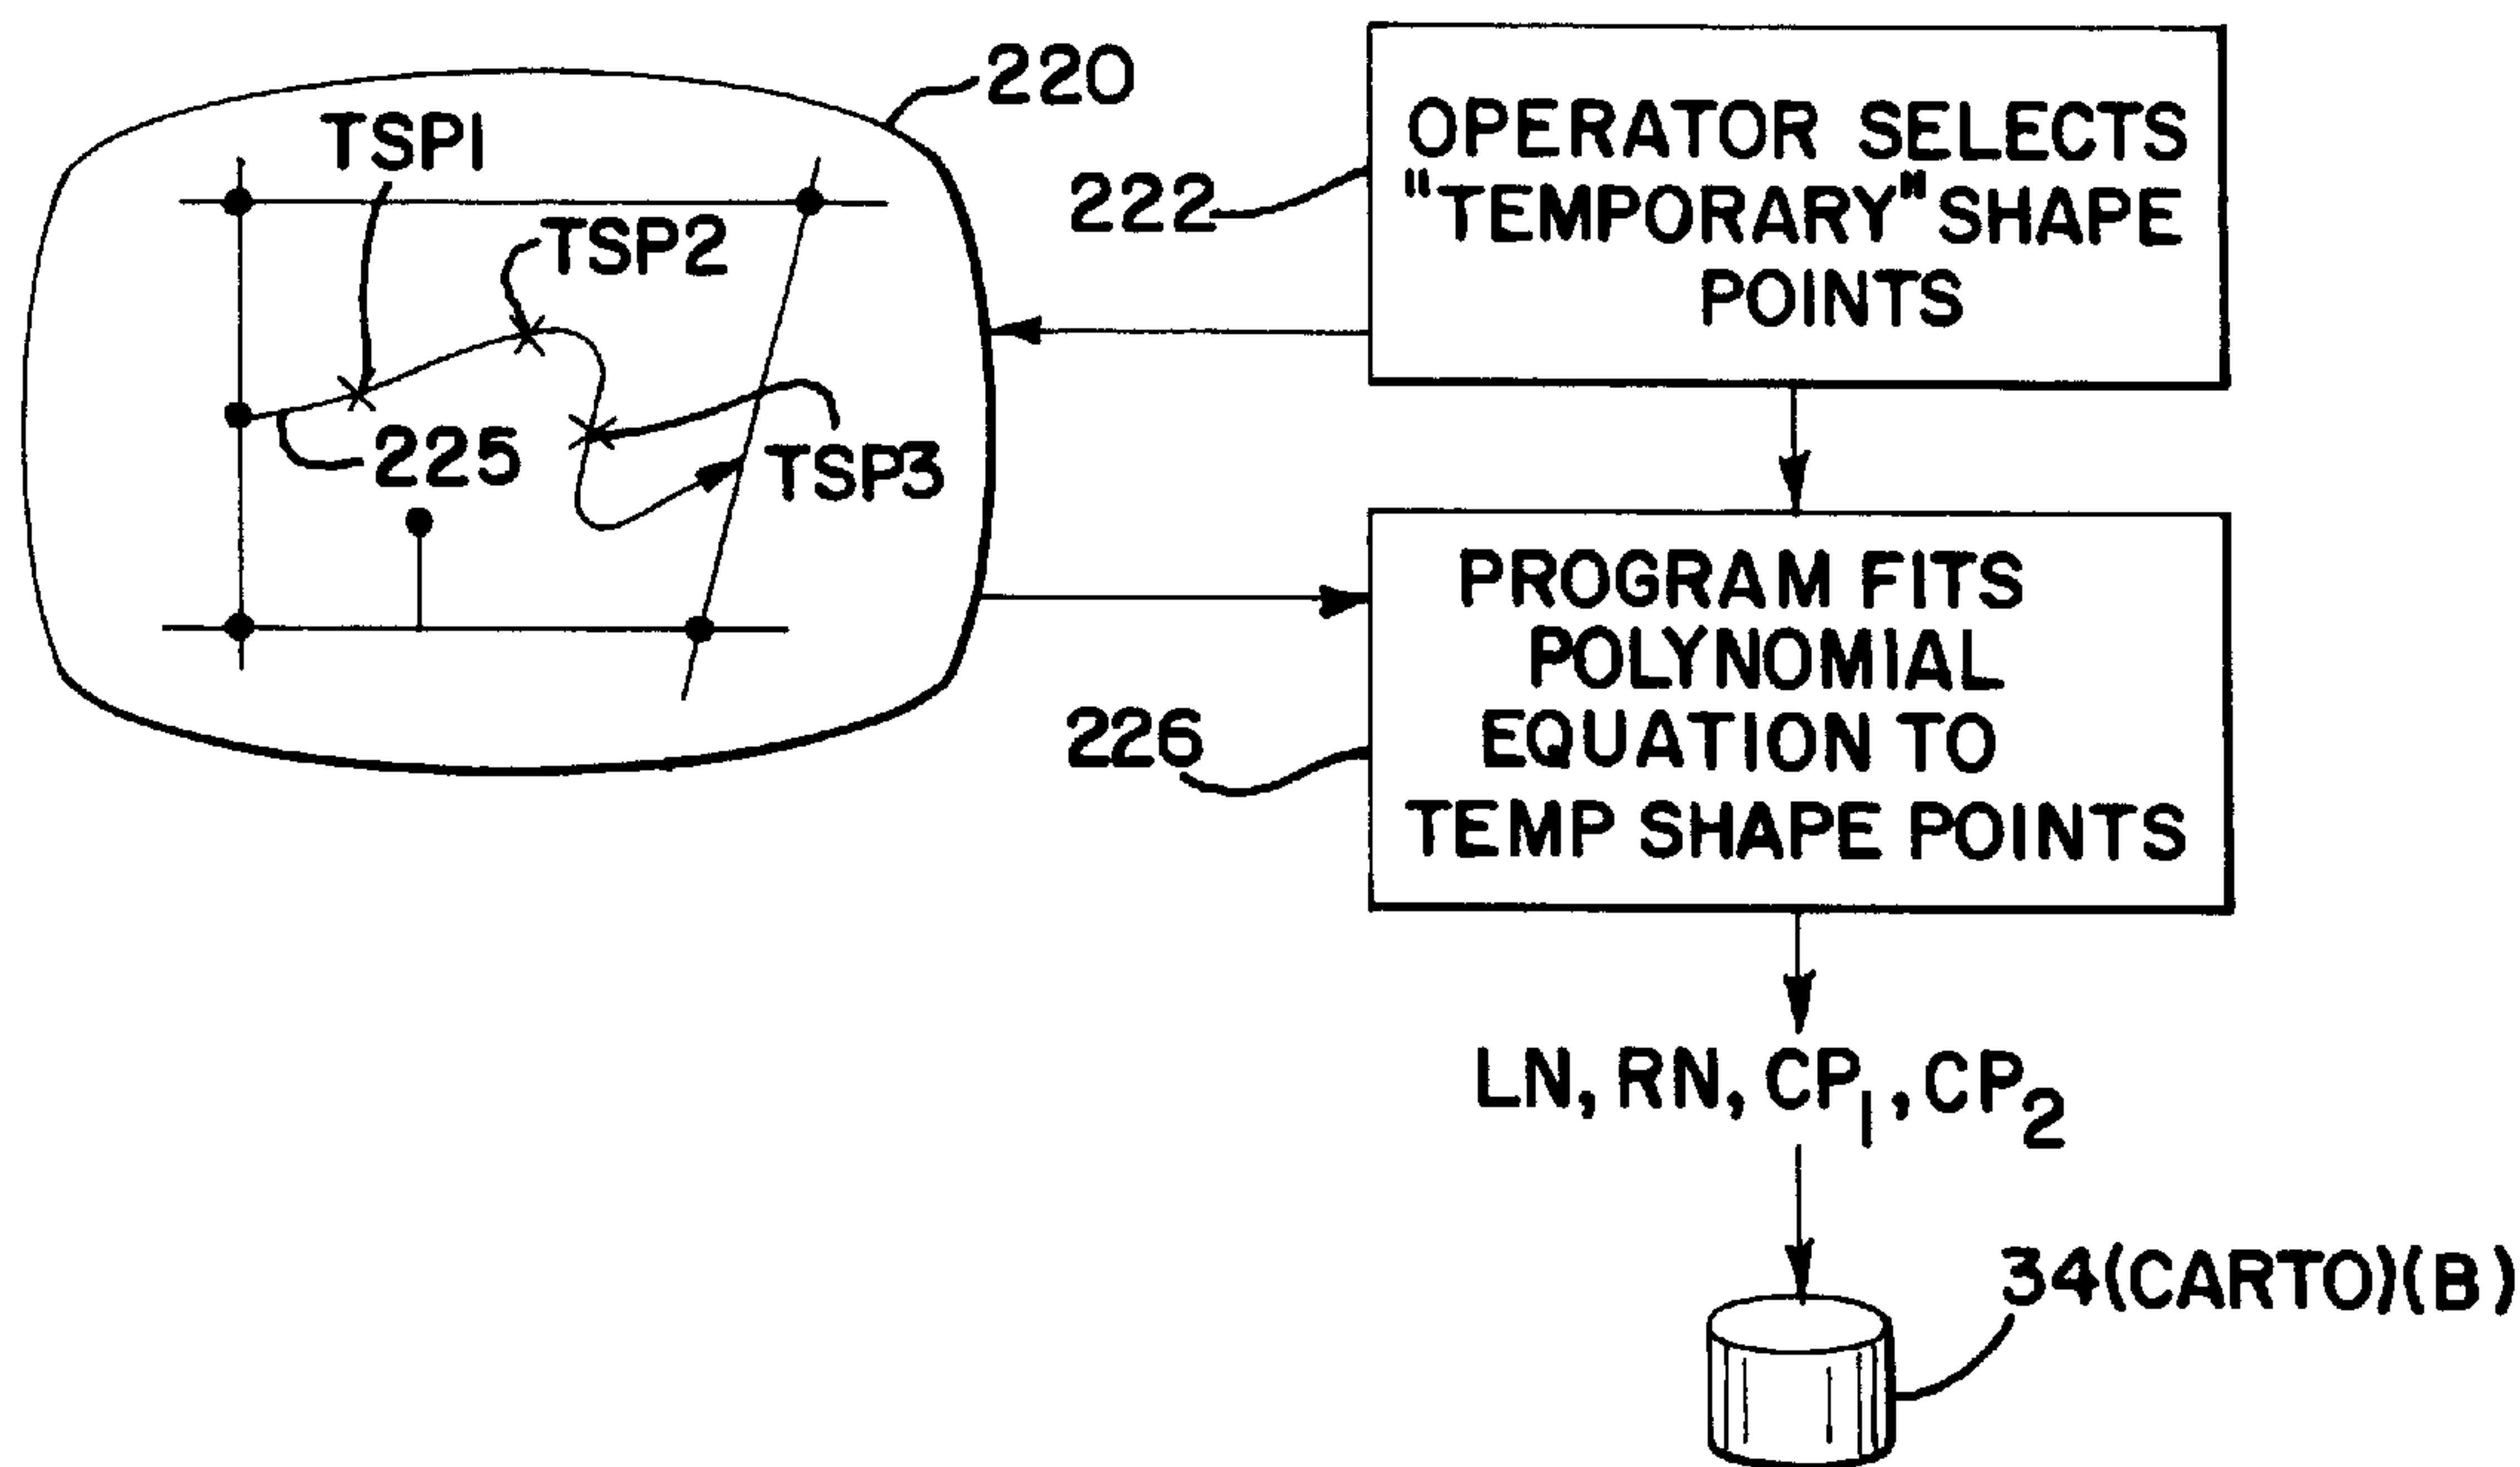 220
TSP1
TSP2
225
TSP3
222
OPERATOR SELECTS
"TEMPORARY" SHAPE
POINTS
226
PROGRAM FITS
POLYNOMIAL
EQUATION TO
TEMP SHAPE POINTS
LN, RN, CP1, CP2
34(CARTO)(B)